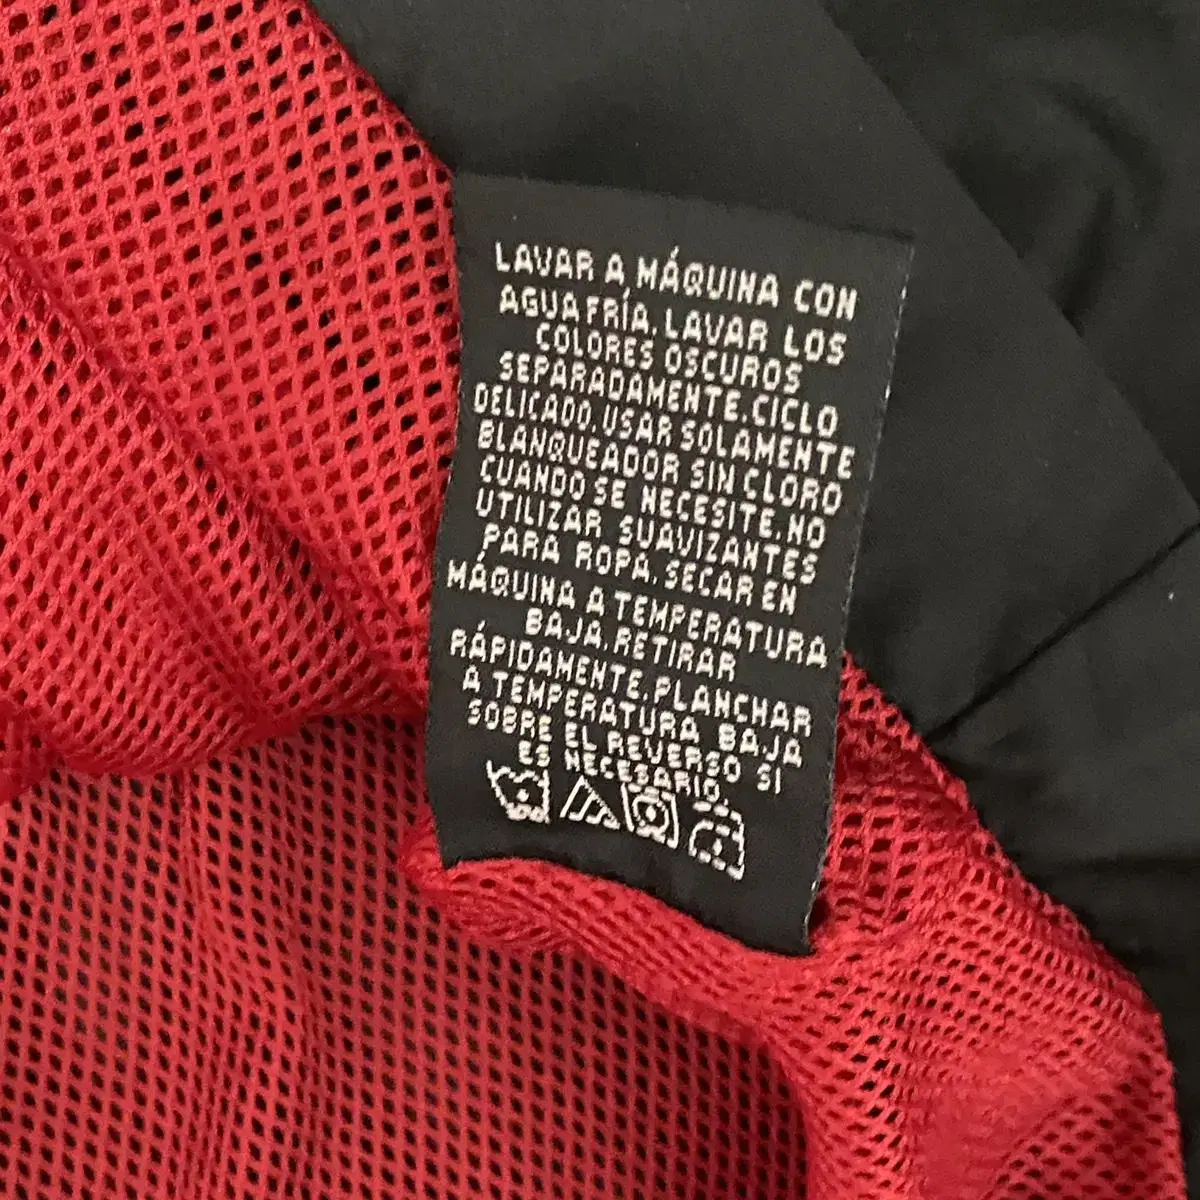 LAVAR A MÁQUINA CON
AGUA FRÍA. LAVAR LOS
COLORES OSCUROS
SEPARADAMENTE. CICLO
DELICADO. USAR SOLAMENTE
BLANQUEADOR SIN CLORO
CUANDO SE NECESITE. NO
UTILIZAR SUAVIZANTES
PARA ROPA. SECAR EN
MÁQUINA A TEMPERATURA
BAJA. RETIRAR
RÁPIDAMENTE. PLANCHAR
A TEMPERATURA BAJA
SOBRE EL REVERSO SI
ES NECESARIO.